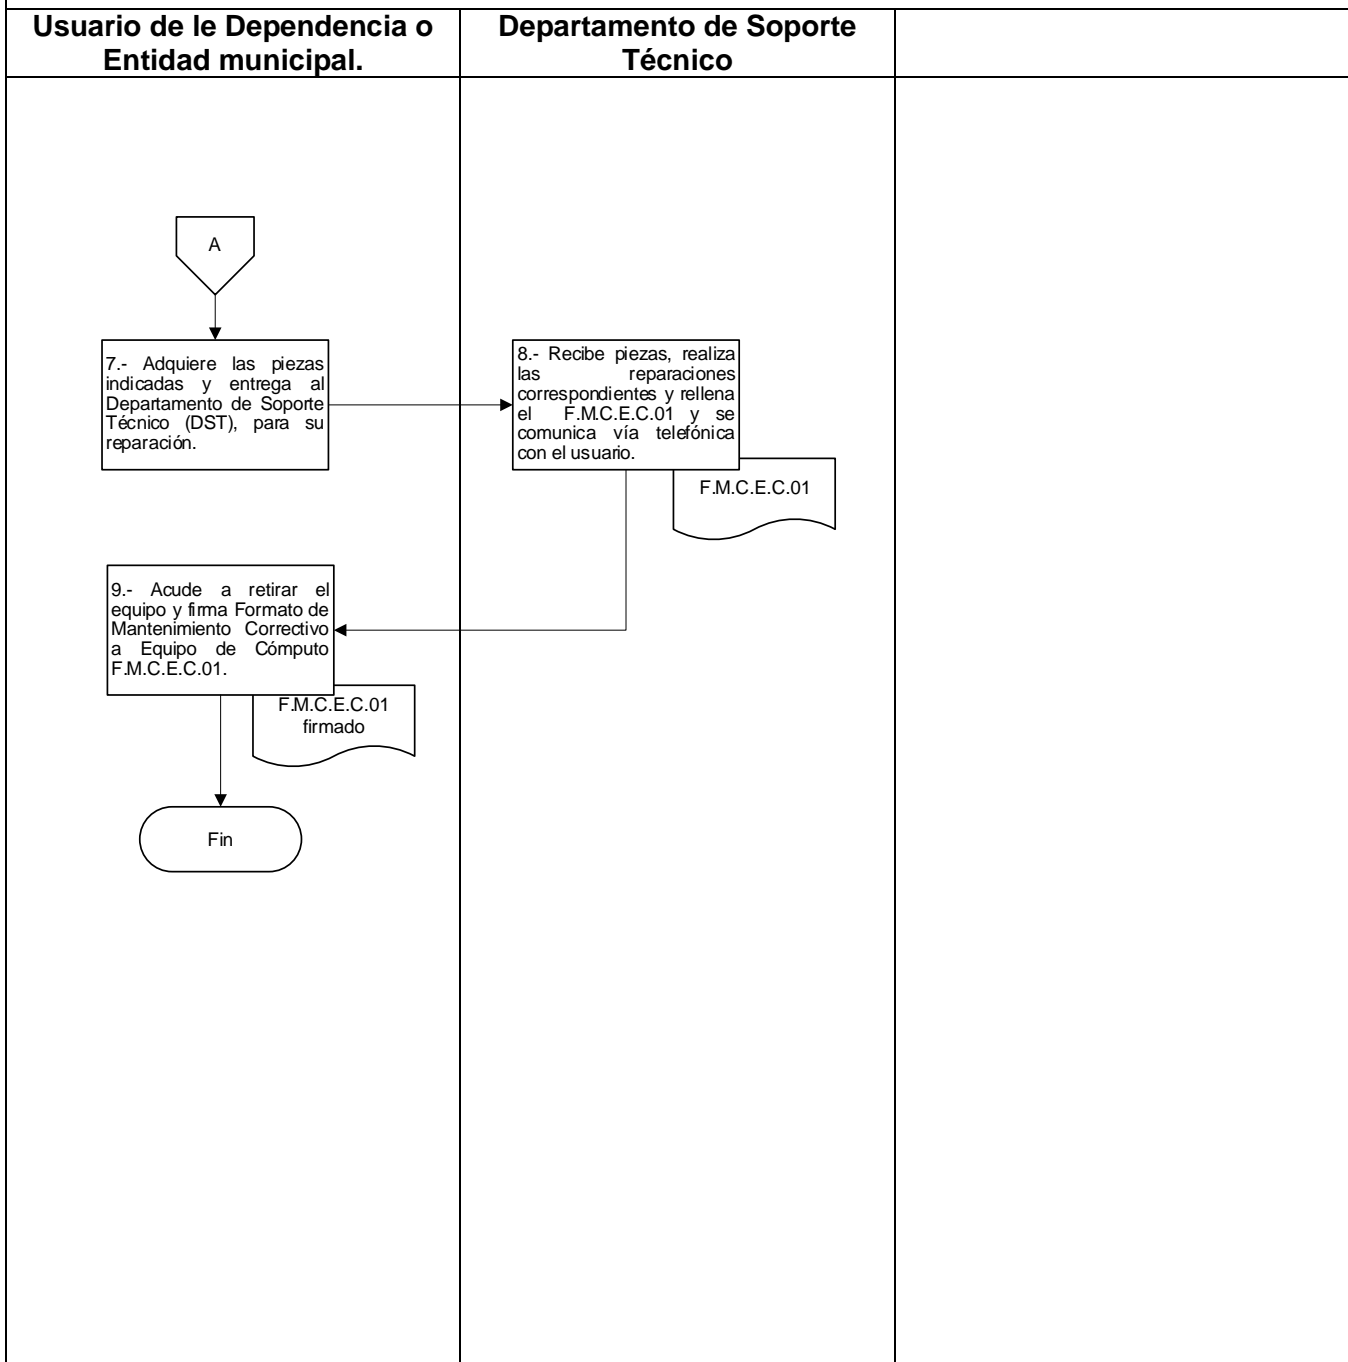 Usuario de le Dependencia o
Entidad municipal.
Departamento de Soporte
Técnico
A
7.- Adquiere las piezas
indicadas y entrega al
Departamento de Soporte
Técnico (DST), para su
reparación.
8.- Recibe piezas, realiza
las reparaciones
correspondientes y rellena
el F.M.C.E.C.01 y se
comunica vía telefónica
con el usuario.
F.M.C.E.C.01
9.- Acude a retirar el
equipo y firma Formato de
Mantenimiento Correctivo
a Equipo de Cómputo
F.M.C.E.C.01.
F.M.C.E.C.01
firmado
Fin